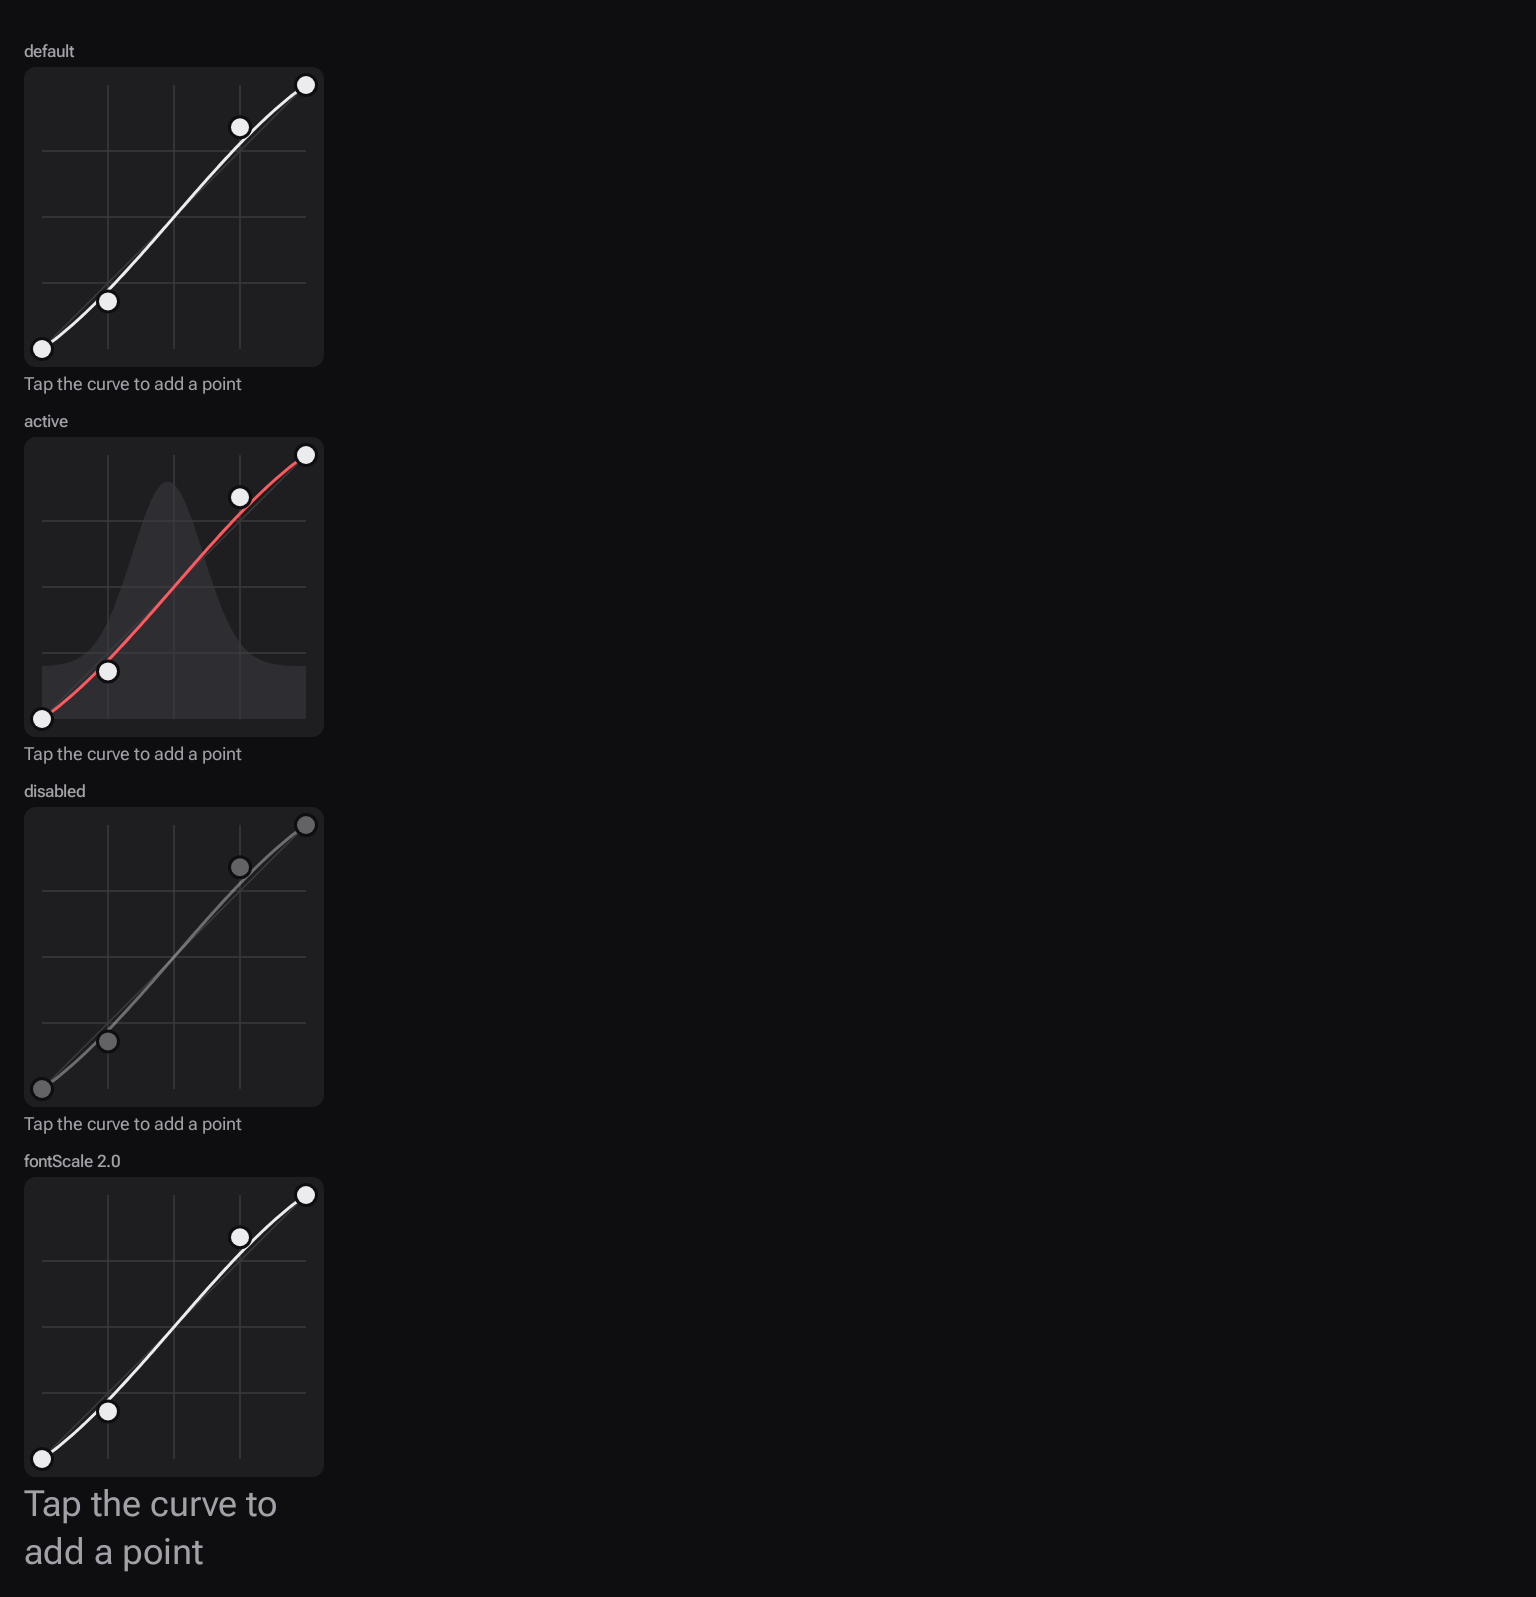 default
Tap the curve to add a point
active
Tap the curve to add a point
disabled
Tap the curve to add a point
fontScale 2.0
Tap the curve to
add a point